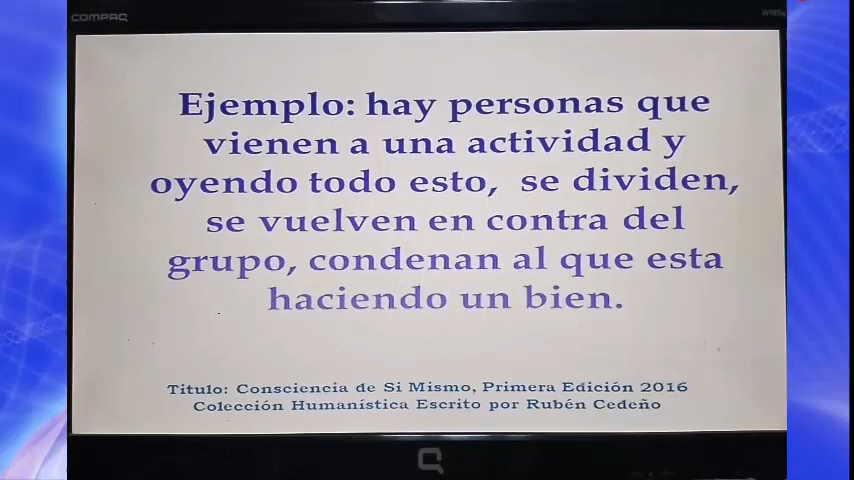 COMPAQ
W185q
Ejemplo: hay personas que
vienen a una actividad y
oyendo todo esto, se dividen,
se vuelven en contra del
grupo, condenan al que esta
haciendo un bien.
Titulo: Consciencia de Si Mismo, Primera Edición 2016
Colección Humanística Escrito por Rubén Cedeño